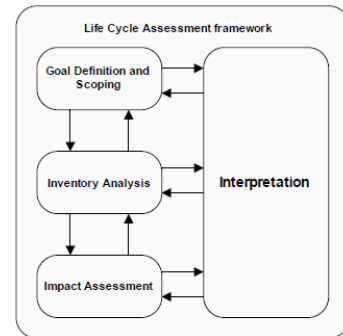 Life Cycle Assessment framework
Goal Definition and
Scoping
Inventory Analysis
Interpretation
Impact Assessment